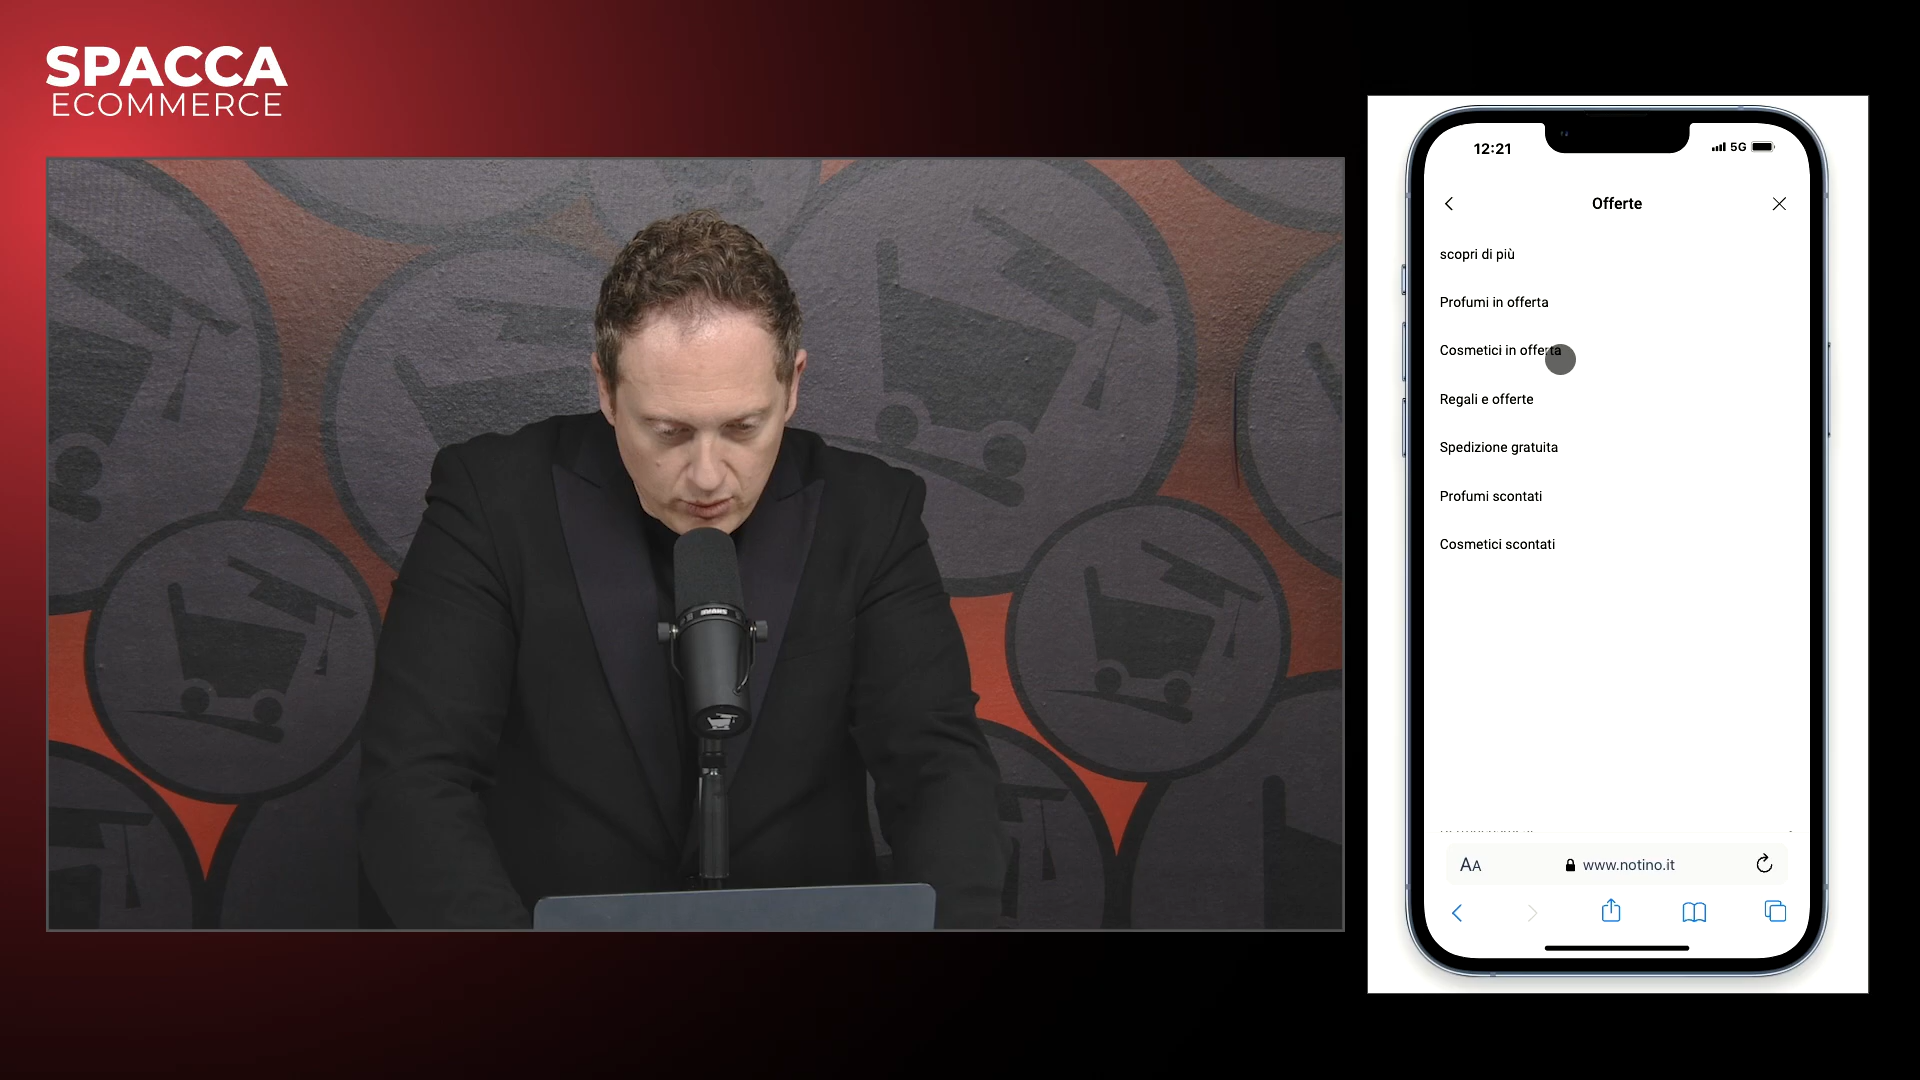 SPACCA
ECOMMERCE
12:21
5G
Offerte
scopri di più
Profumi in offerta
Cosmetici in offerta
Regali e offerte
Spedizione gratuita
Profumi scontati
Cosmetici scontati
AA
www.notino.it
SHURE